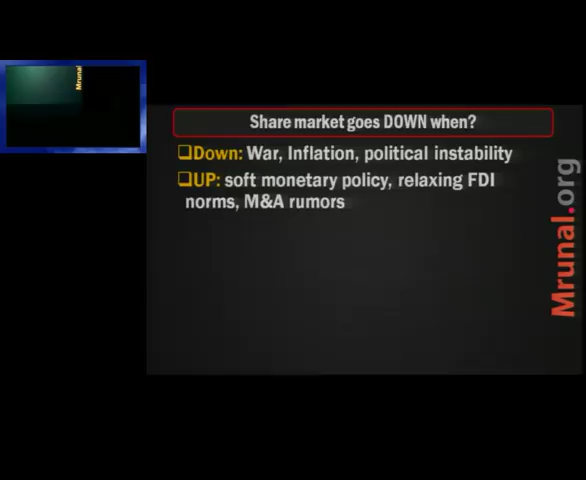 Mrunal
Share market goes DOWN when?
❑Down: War, Inflation, political instability
❑UP: soft monetary policy, relaxing FDI
norms, M&A rumors
Mrunal.org